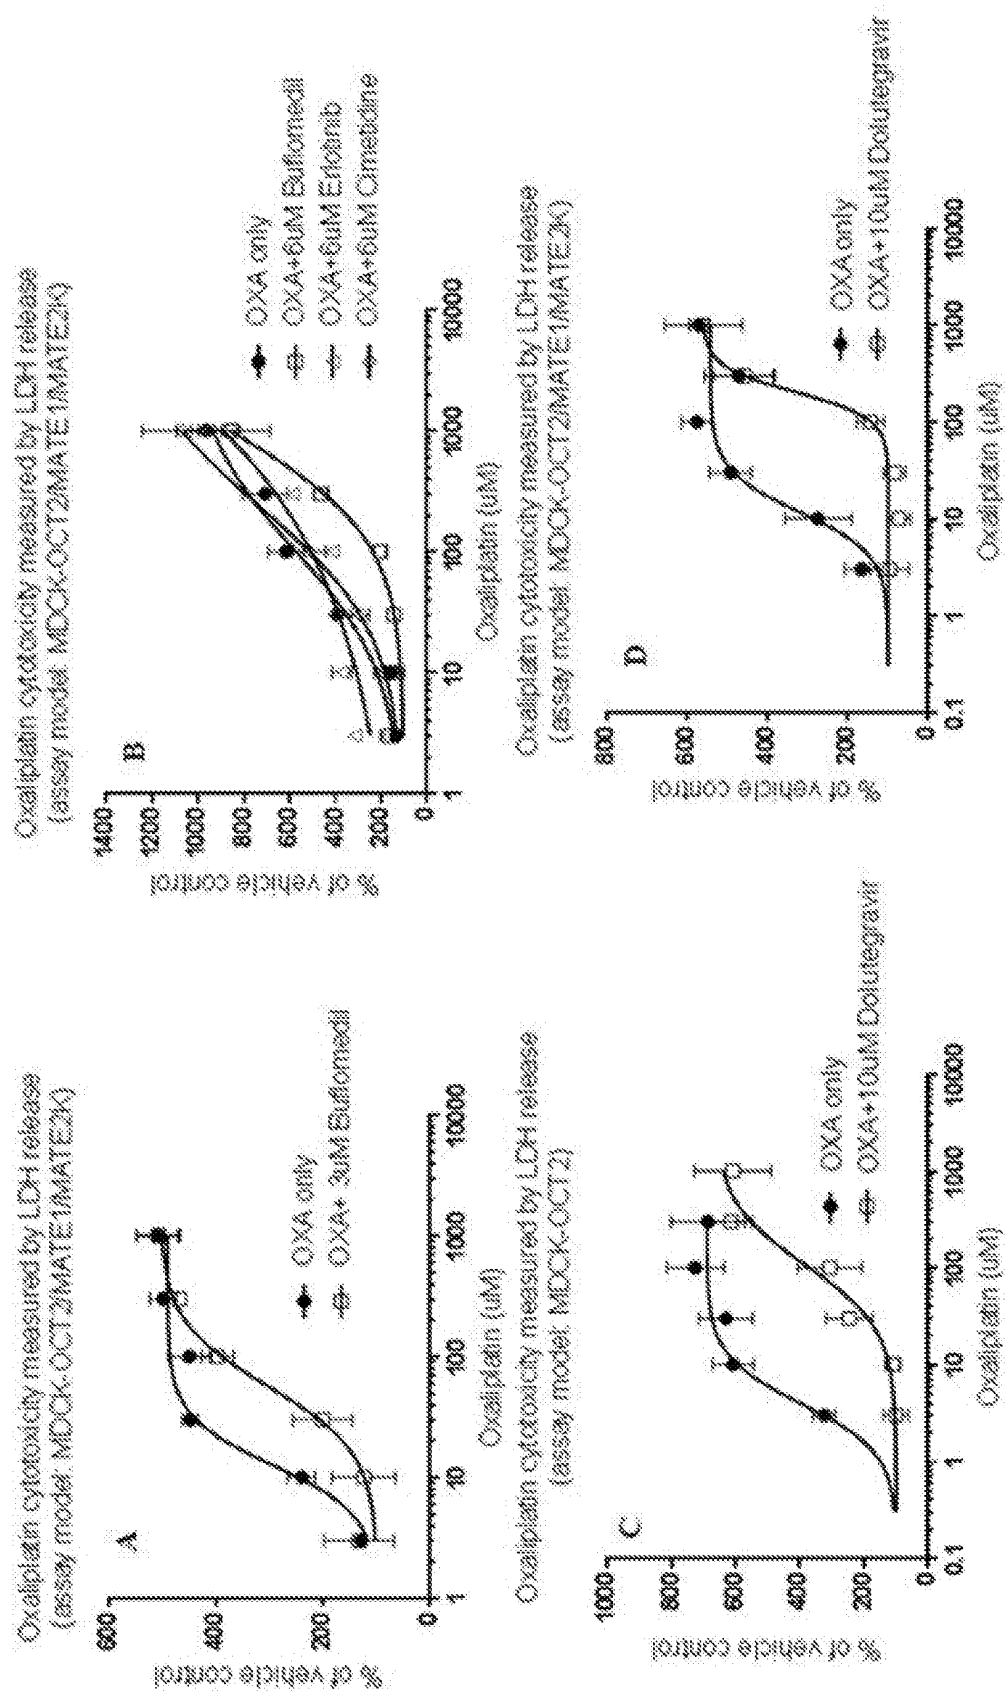 Oxaliplatin cytotoxicity measured by LDH release
(assay model: MDCK-OCT2/MATE1/MATE2K)
A
600
400
200
0
% of vehicle control
1
10
100
1000
10000
Oxaliplatin (uM)
OXA only
OXA+ 3uM Buflomedil
Oxaliplatin cytotoxicity measured by LDH release
(assay model: MDCK-OCT2/MATE1/MATE2K)
B
1400
1200
1000
800
600
400
200
0
% of vehicle control
1
10
100
1000
10000
Oxaliplatin (uM)
OXA only
OXA+6uM Buflomedil
OXA+6uM Erlotinib
OXA+6uM Cimetidine
Oxaliplatin cytotoxicity measured by LDH release
(assay model: MDCK-OCT2)
C
1000
800
600
400
200
0
% of vehicle control
0.1
1
10
100
1000
10000
Oxaliplatin (uM)
OXA only
OXA+10uM Dolutegravir
Oxaliplatin cytotoxicity measured by LDH release
(assay model: MDCK-OCT2/MATE1/MATE2K)
D
800
600
400
200
0
% of vehicle control
0.1
1
10
100
1000
10000
Oxaliplatin (uM)
OXA only
OXA+10uM Dolutegravir